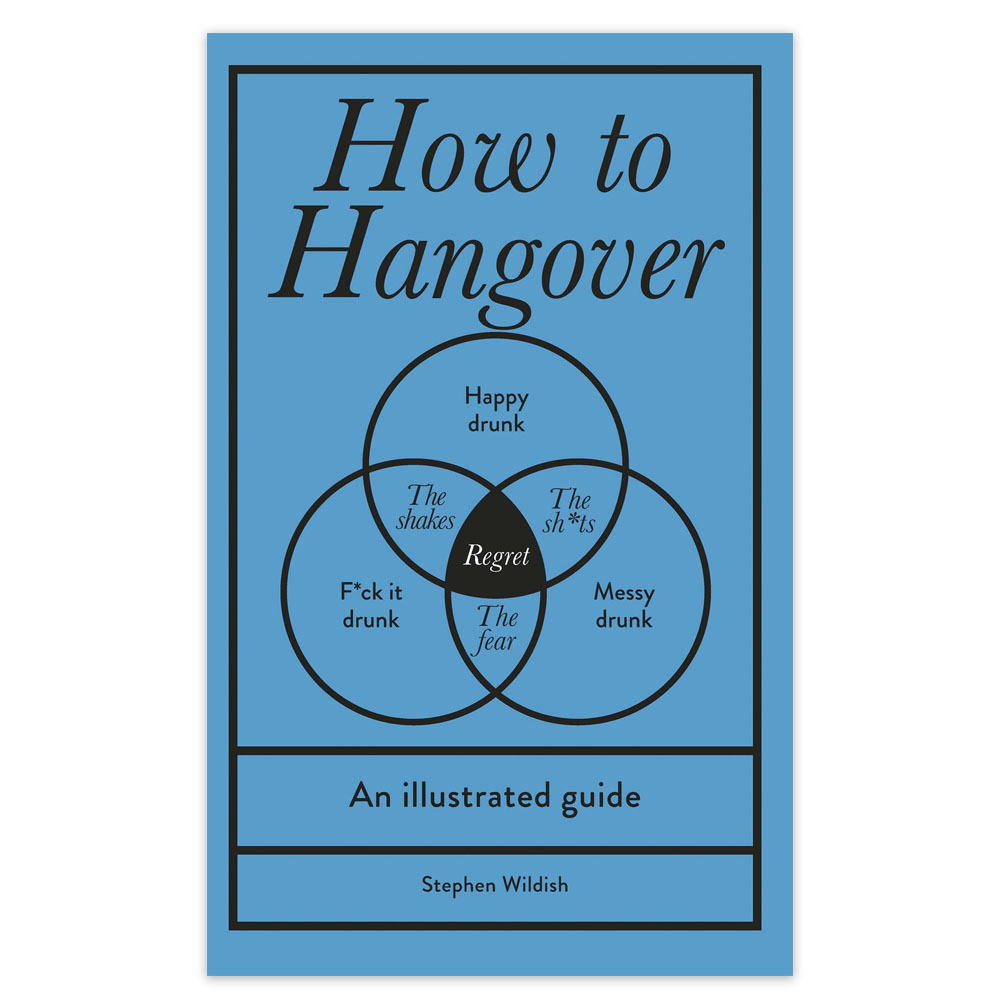 How to
Hangover
Happy
drunk
The
shakes
The
sh*ts
Regret
F*ck it
drunk
Messy
drunk
The
fear
An illustrated guide
Stephen Wildish